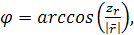 φ = arccos(z_r/|r̄|),